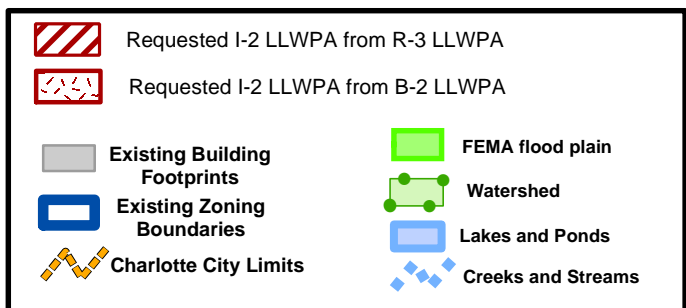 Requested I-2 LLWPA from R-3 LLWPA
Requested I-2 LLWPA from B-2 LLWPA
Existing Building
Footprints
Existing Zoning
Boundaries
Charlotte City Limits
FEMA flood plain
Watershed
Lakes and Ponds
Creeks and Streams